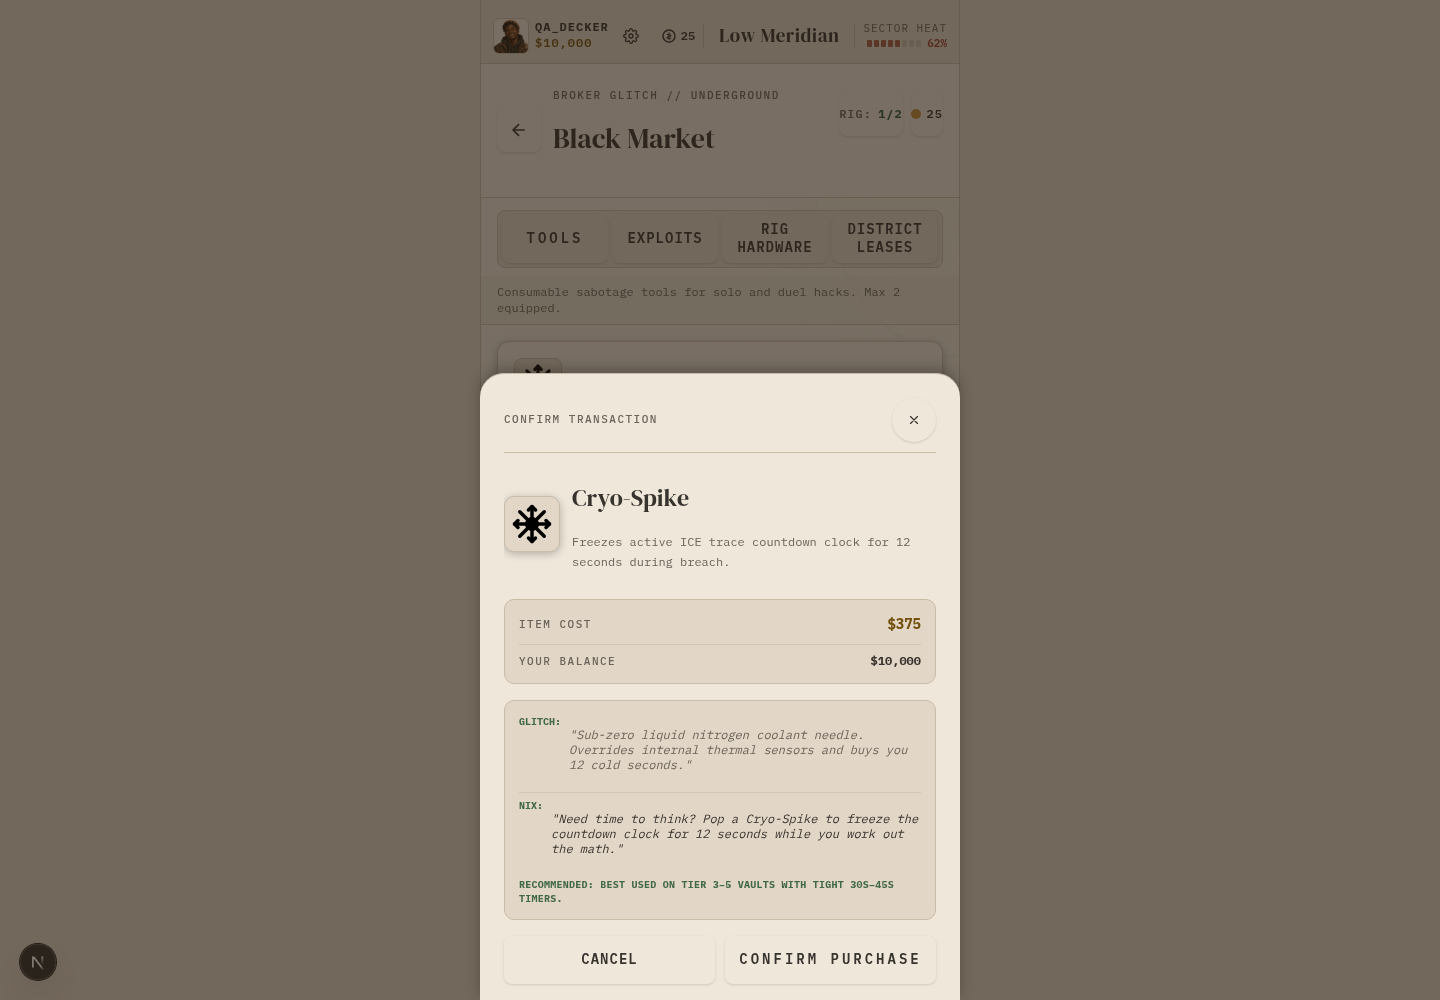 QA_DECKER
$10,000
25
Low Meridian
SECTOR HEAT
62%
BROKER GLITCH // UNDERGROUND
Black Market
RIG: 1/2
25
TOOLS
EXPLOITS
RIG
HARDWARE
DISTRICT
LEASES
Consumable sabotage tools for solo and duel hacks. Max 2
equipped.
CONFIRM TRANSACTION
Cryo-Spike
Freezes active ICE trace countdown clock for 12
seconds during breach.
ITEM COST
$375
YOUR BALANCE
$10,000
GLITCH:
"Sub-zero liquid nitrogen coolant needle.
Overrides internal thermal sensors and buys you
12 cold seconds."
NIX:
"Need time to think? Pop a Cryo-Spike to freeze the
countdown clock for 12 seconds while you work out
the math."
RECOMMENDED: BEST USED ON TIER 3–5 VAULTS WITH TIGHT 30S–45S
TIMERS.
CANCEL
CONFIRM PURCHASE
N